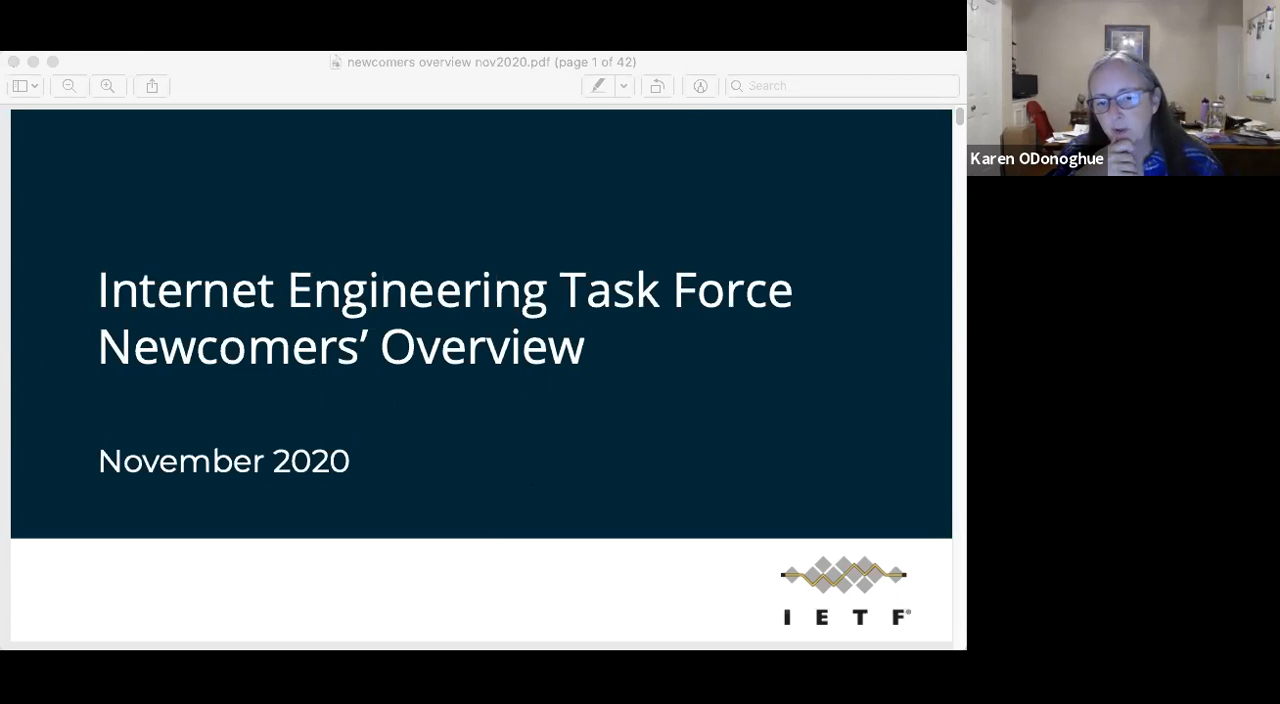 newcomers overview nov2020.pdf (page 1 of 42)
Search
Karen ODonoghue
Internet Engineering Task Force
Newcomers’ Overview
November 2020
I E T F®